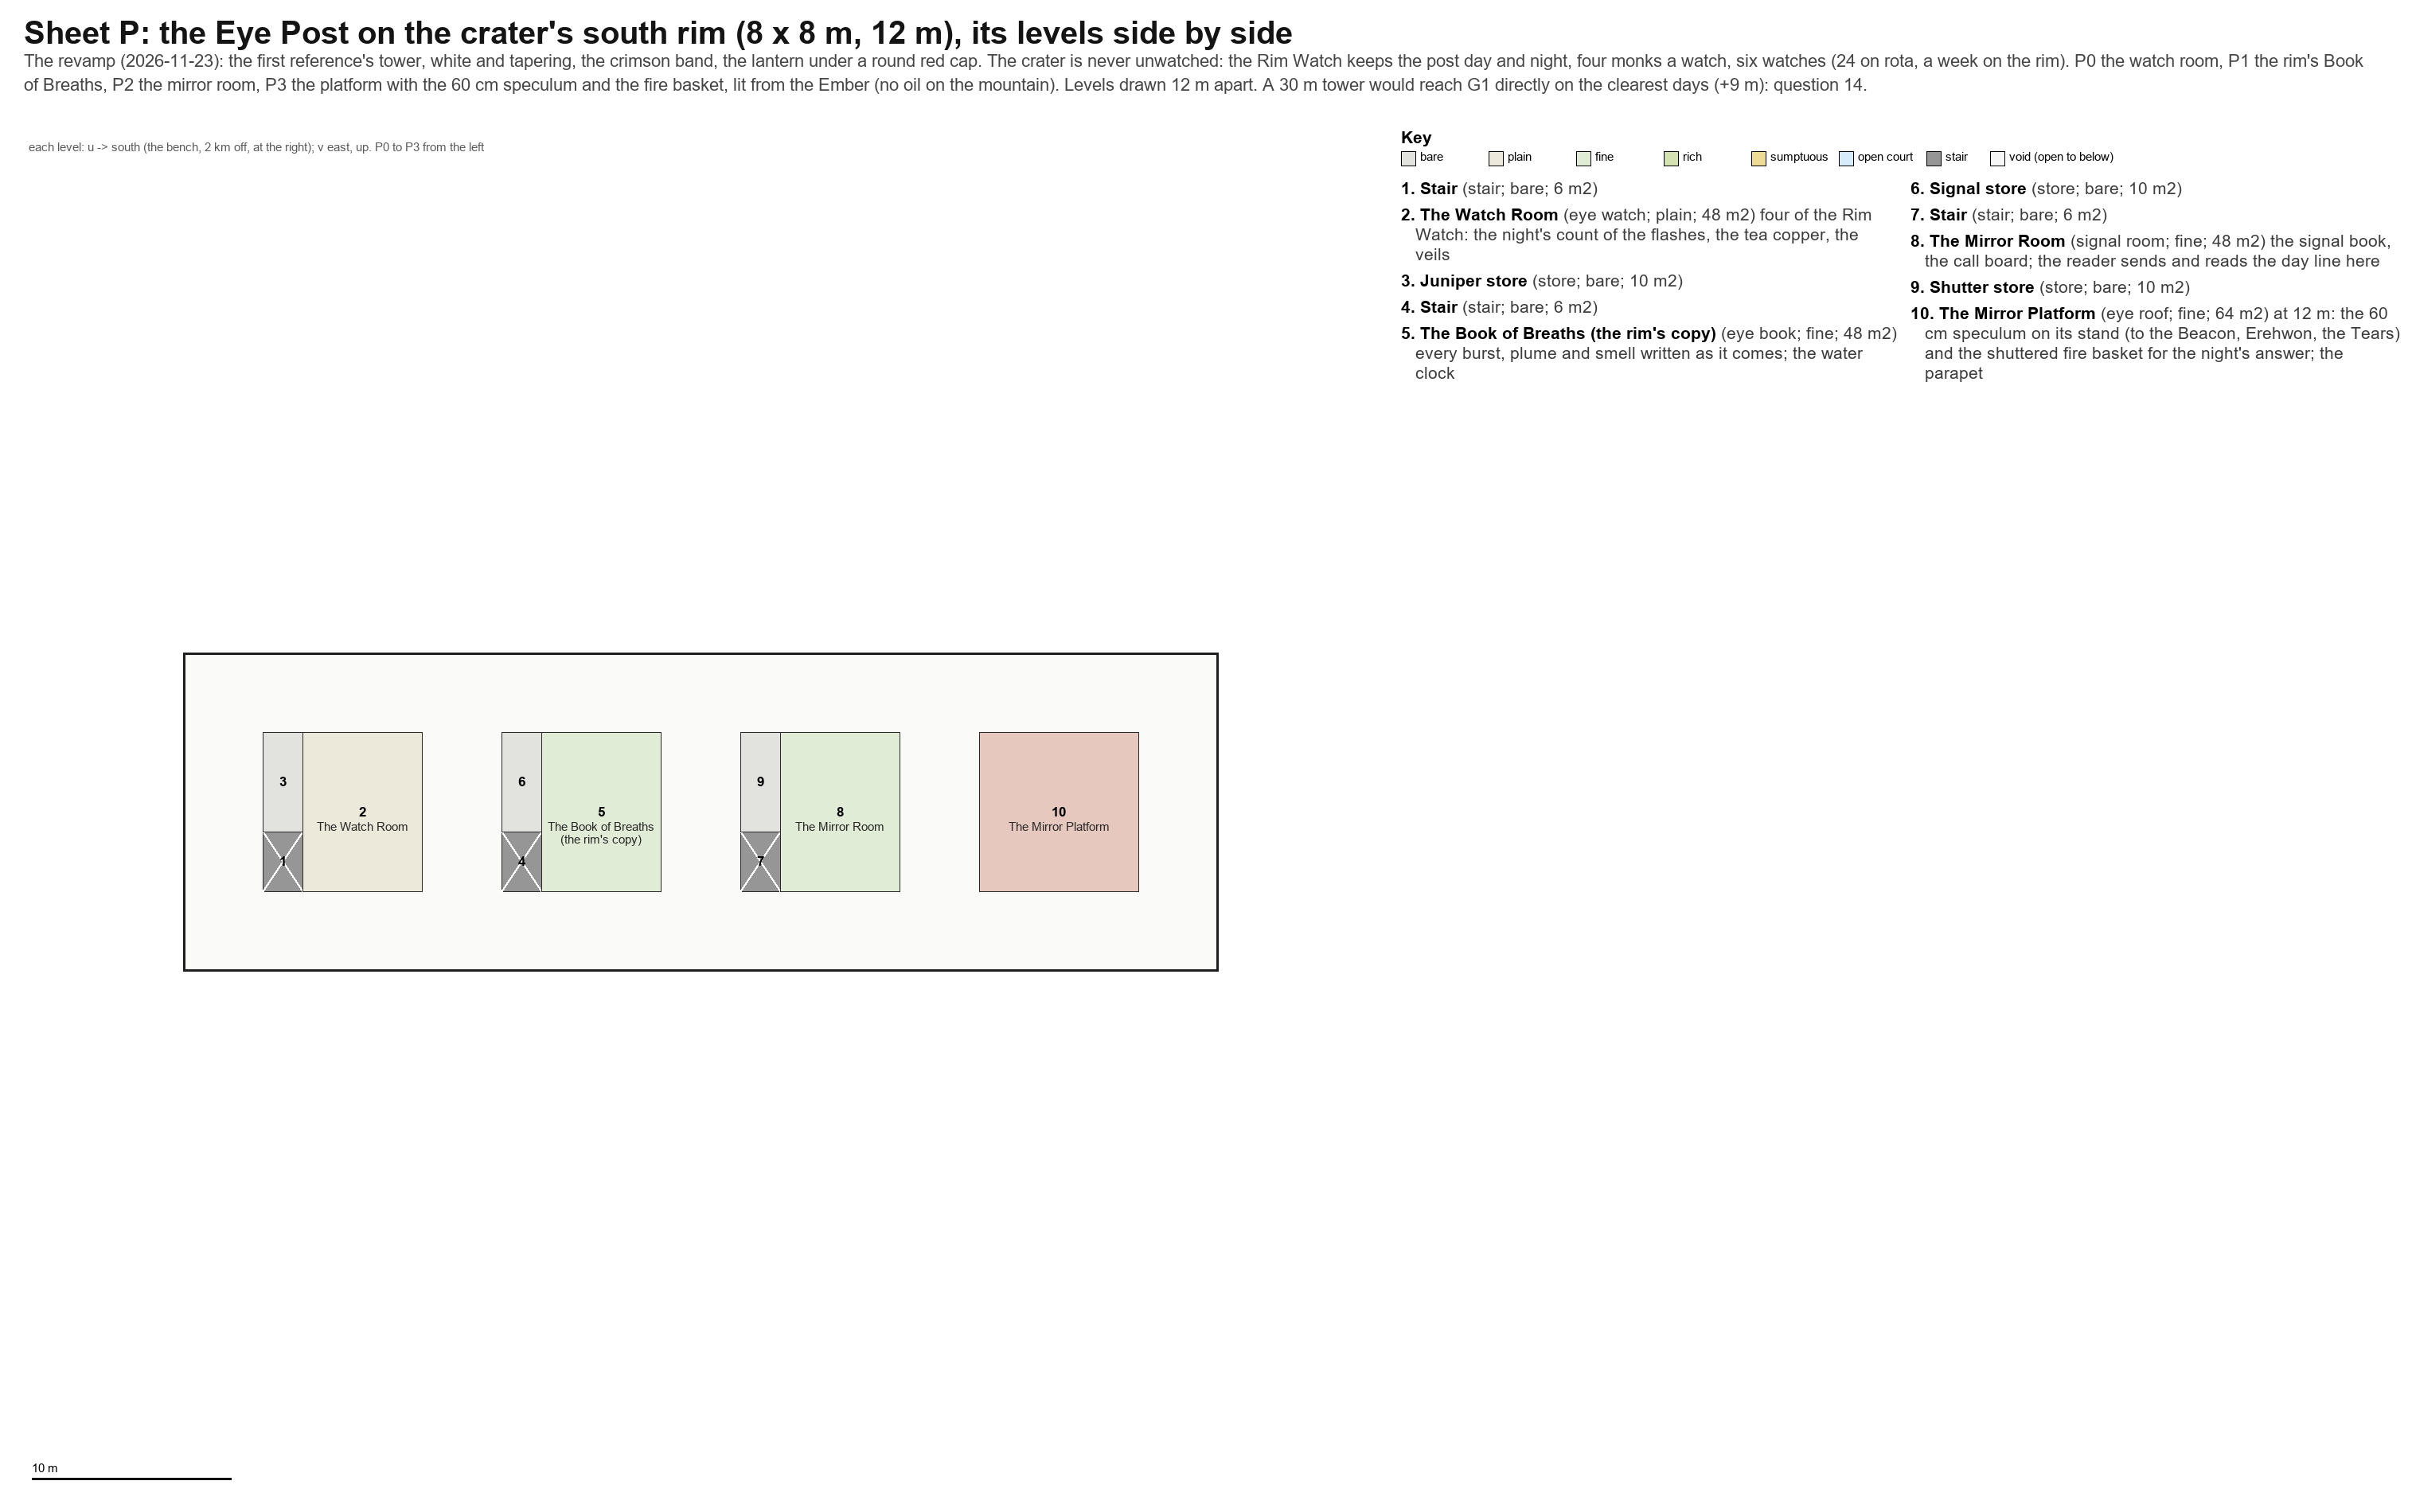 Sheet P: the Eye Post on the crater's south rim (8 x 8 m, 12 m), its levels side by side
The revamp (2026-11-23): the first reference's tower, white and tapering, the crimson band, the lantern under a round red cap. The crater is never unwatched: the Rim Watch keeps the post day and night, four monks a watch, six watches (24 on rota, a week on the rim). P0 the watch room, P1 the rim's Book
of Breaths, P2 the mirror room, P3 the platform with the 60 cm speculum and the fire basket, lit from the Ember (no oil on the mountain). Levels drawn 12 m apart. A 30 m tower would reach G1 directly on the clearest days (+9 m): question 14.
each level: u -> south (the bench, 2 km off, at the right); v east, up. P0 to P3 from the left
Key
bare plain fine rich sumptuous open court stair void (open to below)
1. Stair (stair; bare; 6 m2)
2. The Watch Room (eye watch; plain; 48 m2) four of the Rim
Watch: the night's count of the flashes, the tea copper, the
veils
3. Juniper store (store; bare; 10 m2)
4. Stair (stair; bare; 6 m2)
5. The Book of Breaths (the rim's copy) (eye book; fine; 48 m2)
every burst, plume and smell written as it comes; the water
clock
6. Signal store (store; bare; 10 m2)
7. Stair (stair; bare; 6 m2)
8. The Mirror Room (signal room; fine; 48 m2) the signal book,
the call board; the reader sends and reads the day line here
9. Shutter store (store; bare; 10 m2)
10. The Mirror Platform (eye roof; fine; 64 m2) at 12 m: the 60
cm speculum on its stand (to the Beacon, Erehwon, the Tears)
and the shuttered fire basket for the night's answer; the
parapet
3
2
The Watch Room
1
6
5
The Book of Breaths
(the rim's copy)
4
9
8
The Mirror Room
7
10
The Mirror Platform
10 m